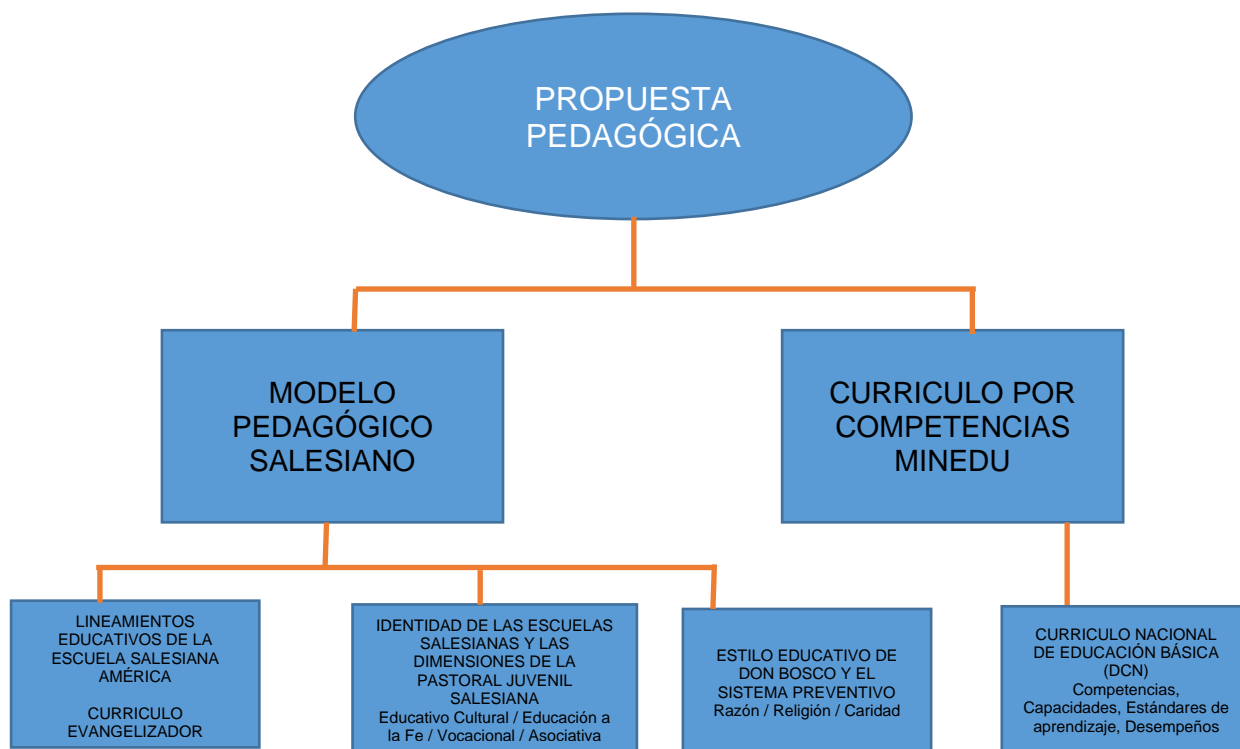 PROPUESTA
PEDAGÓGICA
MODELO
PEDAGÓGICO
SALESIANO
CURRICULO POR
COMPETENCIAS
MINEDU
LINEAMIENTOS
EDUCATIVOS DE LA
ESCUELA SALESIANA
AMÉRICA
CURRICULO
EVANGELIZADOR
IDENTIDAD DE LAS ESCUELAS
SALESIANAS Y LAS
DIMENSIONES DE LA
PASTORAL JUVENIL
SALESIANA
Educativo Cultural / Educación a
la Fe / Vocacional / Asociativa
ESTILO EDUCATIVO DE
DON BOSCO Y EL
SISTEMA PREVENTIVO
Razón / Religión / Caridad
CURRICULO NACIONAL
DE EDUCACIÓN BÁSICA
(DCN)
Competencias,
Capacidades, Estándares de
aprendizaje, Desempeños